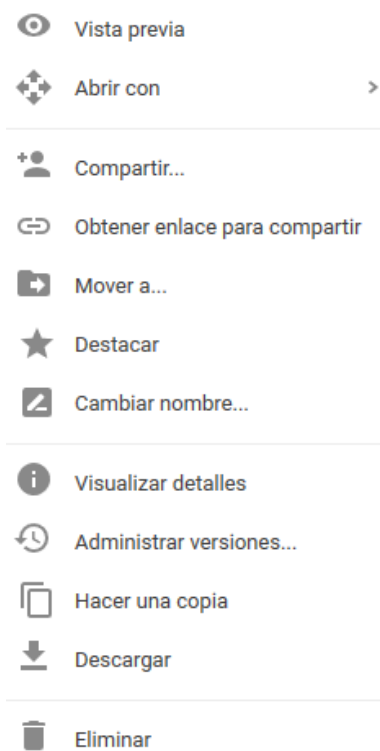 Vista previa
Abrir con
Compartir...
Obtener enlace para compartir
Mover a...
Destacar
Cambiar nombre...
Visualizar detalles
Administrar versiones...
Hacer una copia
Descargar
Eliminar